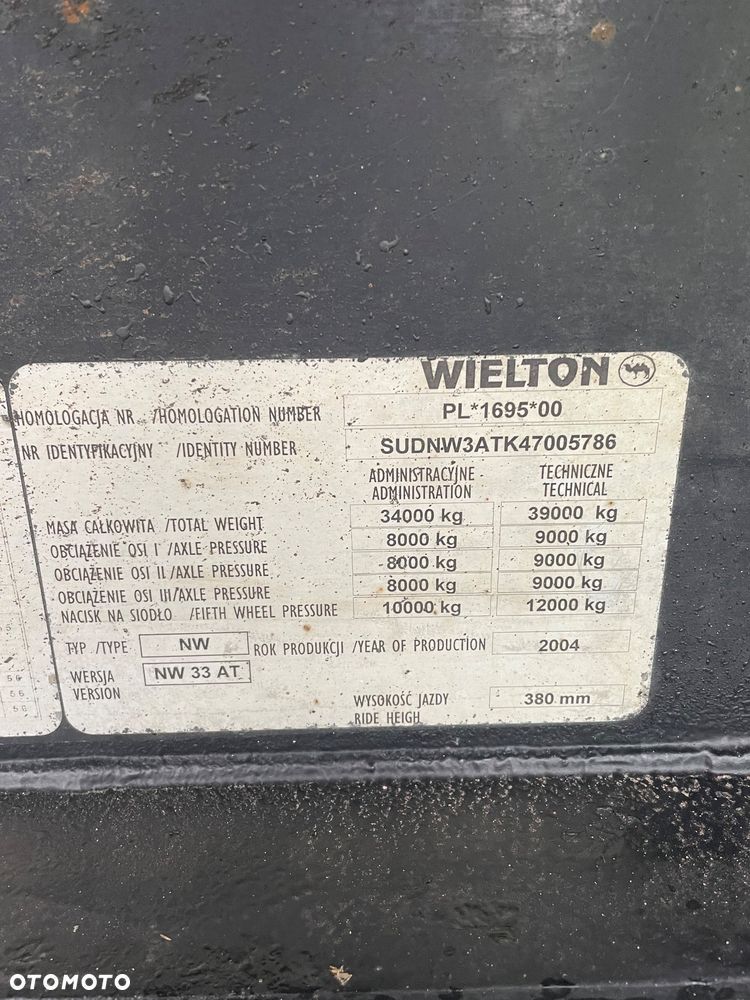 WIELTON
HOMOLOGACJA NR. /HOMOLOGATION NUMBER PL*1695*00
NR IDENTYFIKACYJNY /IDENTITY NUMBER SUDNW3ATK47005786
ADMINISTRACYJNE TECHNICZNE
ADMINISTRATION TECHNICAL
MASA CAŁKOWITA /TOTAL WEIGHT 34000 kg 39000 kg
OBCIĄŻENIE OSI I /AXLE PRESSURE 8000 kg 9000 kg
OBCIĄŻENIE OSI II /AXLE PRESSURE 8000 kg 9000 kg
OBCIĄŻENIE OSI III /AXLE PRESSURE 8000 kg 9000 kg
NACISK NA SIODŁO /FIFTH WHEEL PRESSURE 10000 kg 12000 kg
TYP /TYPE NW ROK PRODUKCJI /YEAR OF PRODUCTION 2004
WERSJA NW 33 AT
VERSION
WYSOKOŚĆ JAZDY 380 mm
RIDE HEIGH
OTOMOTO